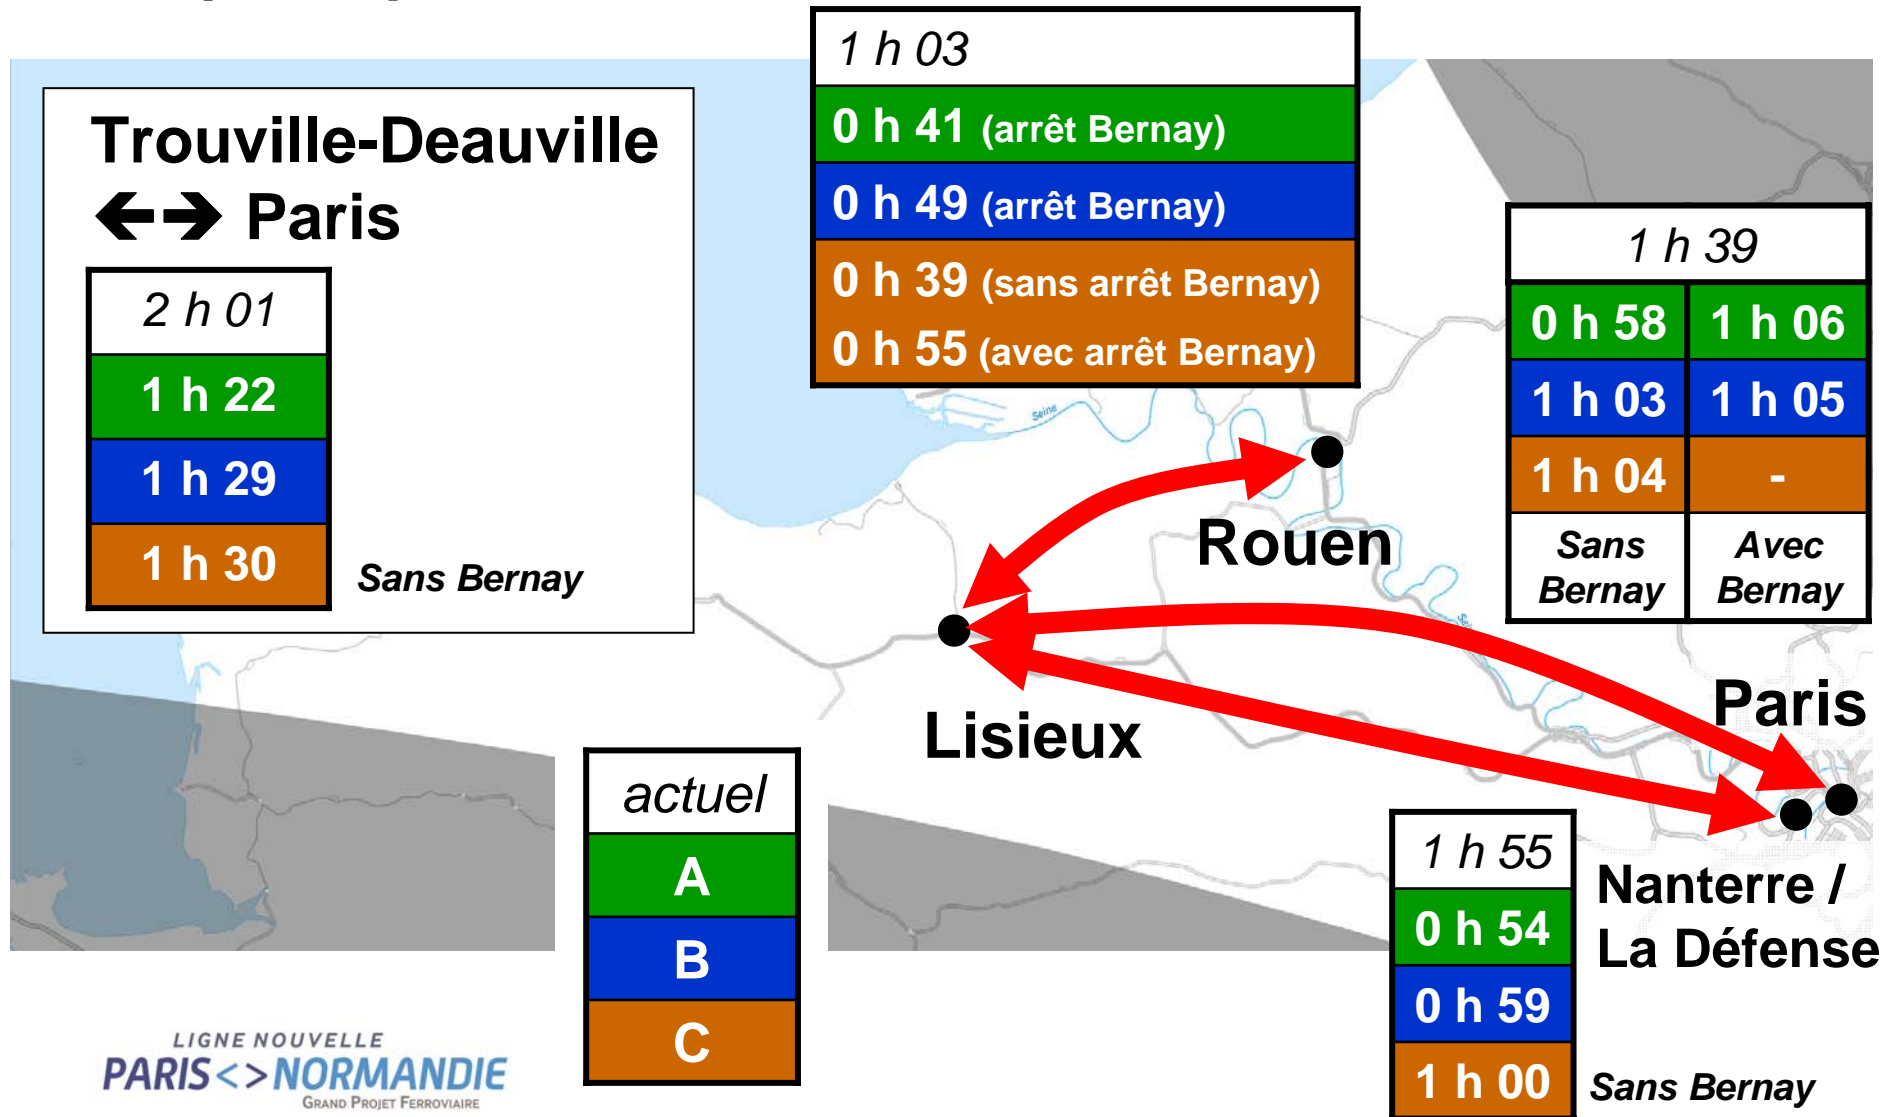 Trouville-Deauville
🡨🡪 Paris
2 h 01
1 h 22
1 h 29
1 h 30
Sans Bernay
1 h 03
0 h 41 (arrêt Bernay)
0 h 49 (arrêt Bernay)
0 h 39 (sans arrêt Bernay)
0 h 55 (avec arrêt Bernay)
1 h 39
0 h 58 1 h 06
1 h 03 1 h 05
1 h 04 -
Sans Bernay
Avec Bernay
Seine
Rouen
Lisieux
Paris
Nanterre /
La Défense
actuel
A
B
C
1 h 55
0 h 54
0 h 59
1 h 00
Sans Bernay
LIGNE NOUVELLE
PARIS<>NORMANDIE
GRAND PROJET FERROVIAIRE